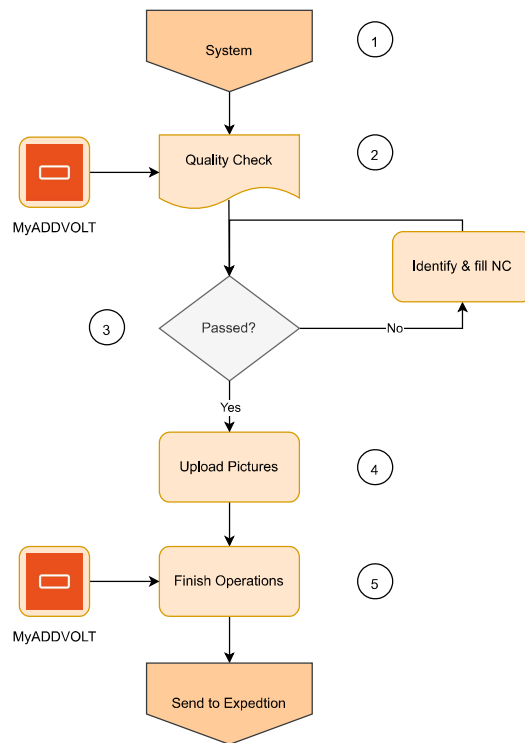 System
1
Quality Check
2
MyADDVOLT
Identify & fill NC
Passed?
3
No
Yes
Upload Pictures
4
Finish Operations
5
MyADDVOLT
Send to Expedtion